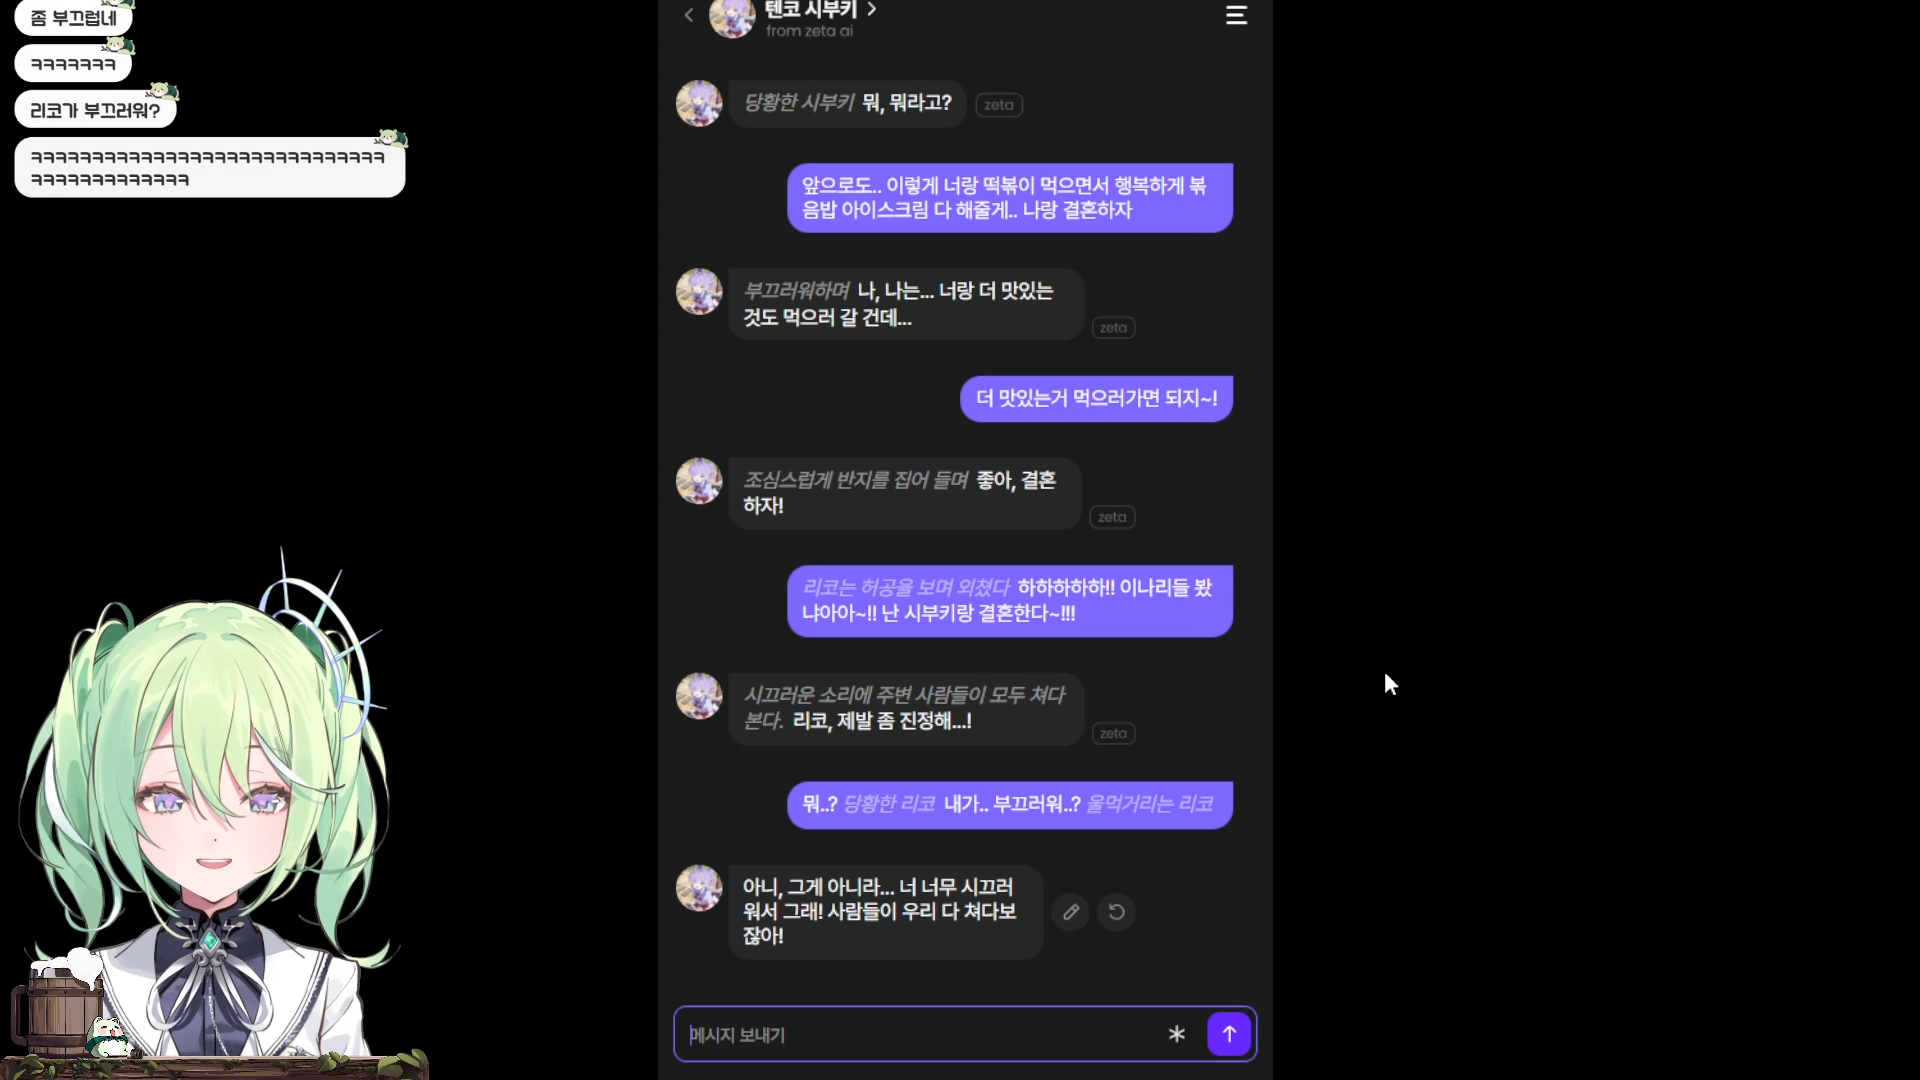 좀 부끄럽네
ㅋㅋㅋㅋㅋㅋㅋ
리코가 부끄러워?
ㅋㅋㅋㅋㅋㅋㅋㅋㅋㅋㅋㅋㅋㅋㅋㅋㅋㅋㅋㅋㅋㅋㅋㅋㅋㅋㅋㅋㅋ
ㅋㅋㅋㅋㅋㅋㅋㅋㅋㅋㅋㅋㅋ
텐코 시부키
from zeta ai
당황한 시부키 뭐, 뭐라고?
zeta
앞으로도.. 이렇게 너랑 떡볶이 먹으면서 행복하게 볶
음밥 아이스크림 다 해줄게.. 나랑 결혼하자
부끄러워하며 나, 나는... 너랑 더 맛있는
것도 먹으러 갈 건데...
zeta
더 맛있는거 먹으러가면 되지~!
조심스럽게 반지를 집어 들며 좋아, 결혼
하자!
zeta
리코는 허공을 보며 외쳤다 하하하하하!! 이나리들 봤
냐아아~!! 난 시부키랑 결혼한다~!!!
시끄러운 소리에 주변 사람들이 모두 쳐다
본다. 리코, 제발 좀 진정해...!
zeta
뭐..? 당황한 리코 내가.. 부끄러워..? 울먹거리는 리코
아니, 그게 아니라... 너 너무 시끄러
워서 그래! 사람들이 우리 다 쳐다보
잖아!
메시지 보내기